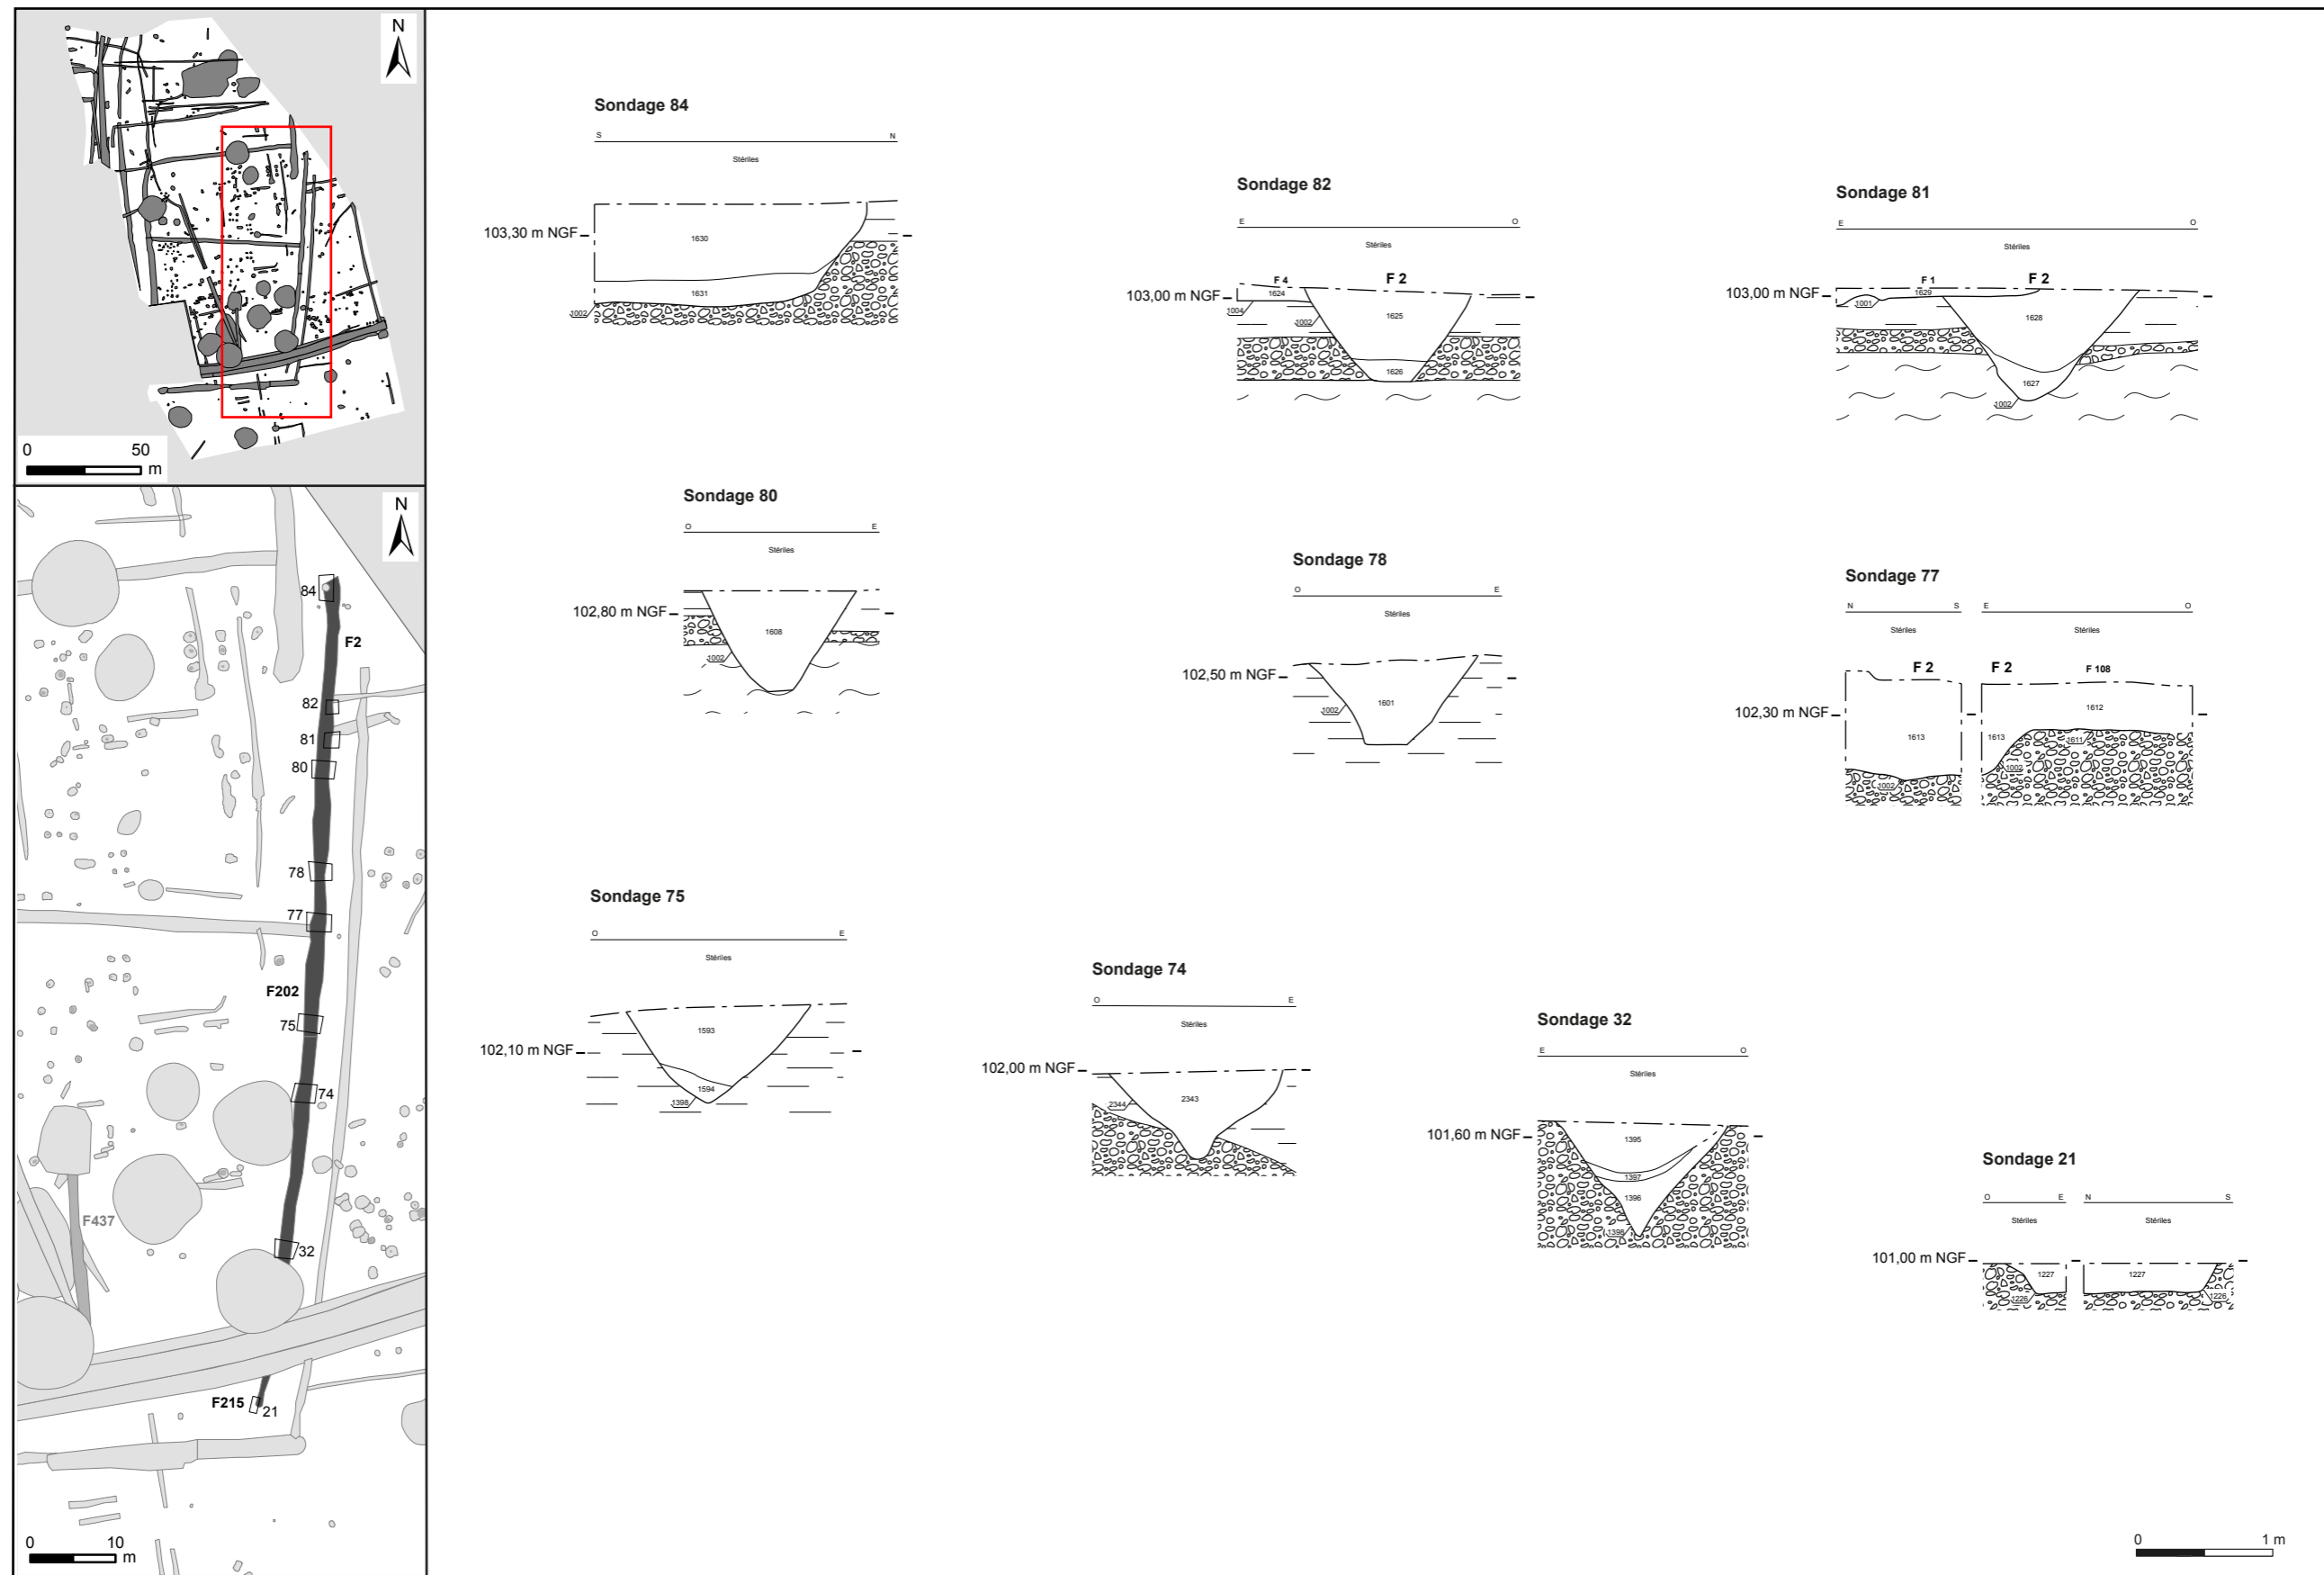 N
0 50
m
N
84
F2
82
81
80
78
77
F202
75
74
F437
32
F215
21
0 10
m
Sondage 84
S N
Stériles
103,30 m NGF
1630
1631
1002
Sondage 82
E O
Stériles
F 4 F 2
1624
103,00 m NGF
1004
1002
1625
1626
Sondage 81
E O
Stériles
F 1 F 2
1629
103,00 m NGF
1001
1628
1627
1002
Sondage 80
O E
Stériles
102,80 m NGF
1608
1002
Sondage 78
O E
Stériles
102,50 m NGF
1002
1601
Sondage 77
N S E O
Stériles Stériles
F 2 F 2 F 108
102,30 m NGF
1612
1613 1613 1611
1002
1002
Sondage 75
O E
Stériles
1593
102,10 m NGF
1594
1398
Sondage 74
O E
Stériles
102,00 m NGF
2343
2344
Sondage 32
E O
Stériles
101,60 m NGF
1395
1397
1396
1398
Sondage 21
O E N S
Stériles Stériles
101,00 m NGF
1227 1227
1226 1226
0 1 m